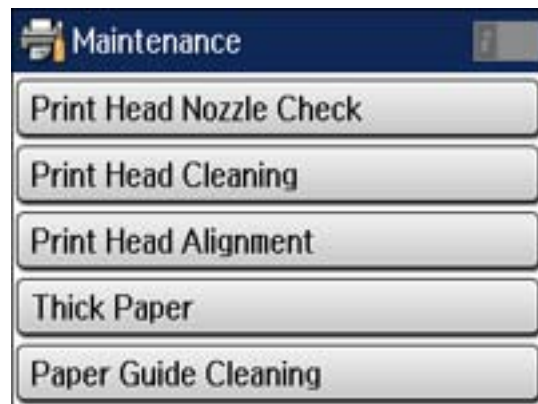 Maintenance
Print Head Nozzle Check
Print Head Cleaning
Print Head Alignment
Thick Paper
Paper Guide Cleaning